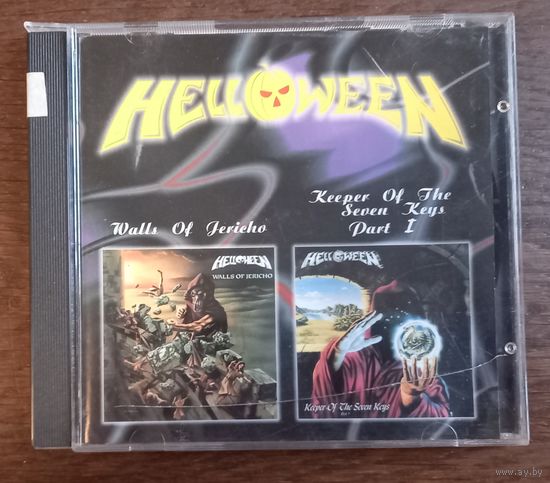 HELLOWEEN
Walls Of Jericho
Keeper Of The
Seven Keys
Part I
HELLOWEEN
WALLS OF JERICHO
HELLOWEEN
Keeper Of The Seven Keys
www.ay.by